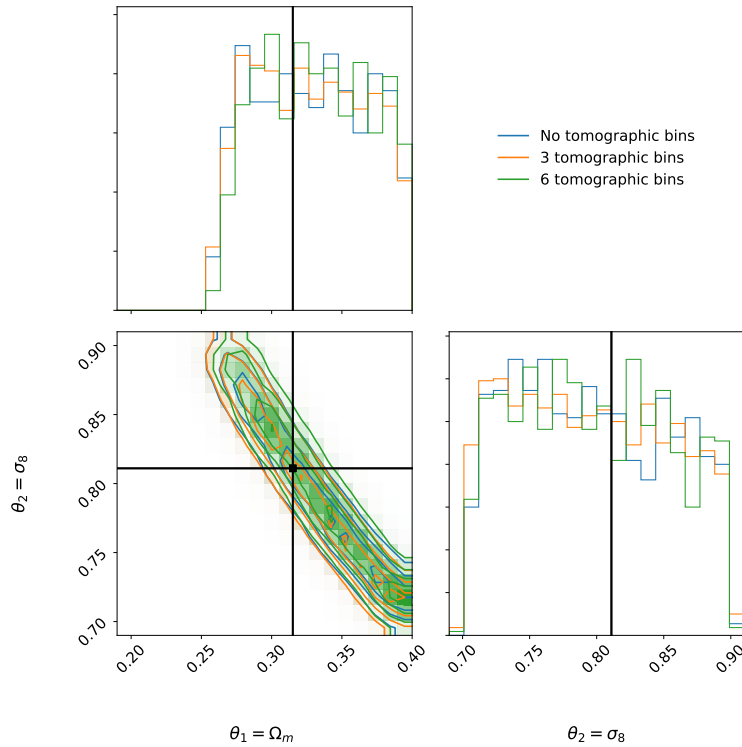 No tomographic bins
3 tomographic bins
6 tomographic bins
0.90
0.85
0.80
0.75
0.70
θ₂ = σ₈
0.20
0.25
0.30
0.35
0.40
θ₁ = Ωₘ
0.70
0.75
0.80
0.85
0.90
θ₂ = σ₈